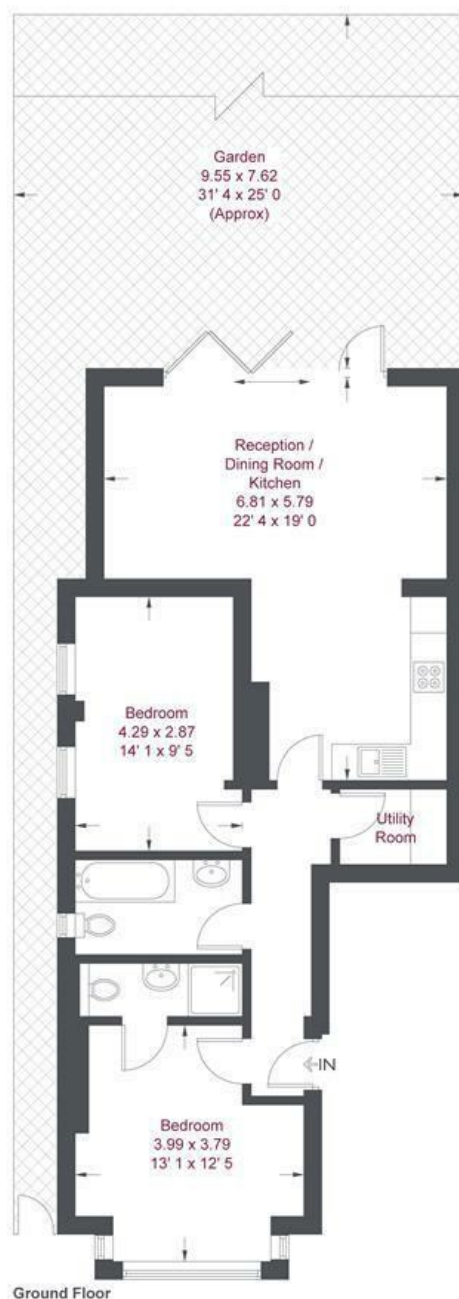 Garden
9.55 x 7.62
31' 4 x 25' 0
(Approx)
Reception /
Dining Room /
Kitchen
6.81 x 5.79
22' 4 x 19' 0
Bedroom
4.29 x 2.87
14' 1 x 9' 5
Utility
Room
IN
Bedroom
3.99 x 3.79
13' 1 x 12' 5
Ground Floor